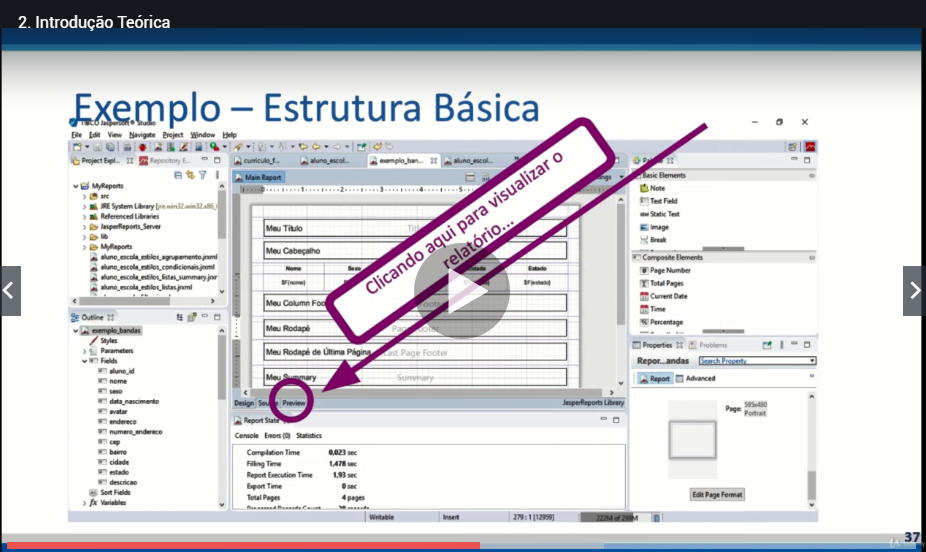 2. Introdução Teórica
Exemplo – Estrutura Básica
TIBCO Jaspersoft® Studio
File Edit View Navigate Project Window Help
Project Expl... Repository E...
curriculo_f... aluno_escol... exemplo_ban... aluno_escol...
Main Report
MyReports
src
JRE System Library [jre.win32.win32.x86_
Referenced Libraries
JasperReports_Server
lib
MyReports
aluno_escola_estilos_agrupamento.jrxml
aluno_escola_estilos_condicionais.jrxml
aluno_escola_estilos_listas_summary.jrxml
aluno_escola_estilos_listas.jrxml
Outline
exemplo_bandas
Styles
Parameters
Fields
aluno_id
nome
sexo
data_nascimento
avatar
endereco
numero_endereco
cep
bairro
cidade
estado
descricao
Sort Fields
Variables
Meu Título
Meu Cabeçalho
Nome Sexo Estado
$F{nome} $F{estado}
Meu Column Foo
Meu Rodapé
Meu Rodapé de Última Página Last Page Footer
Meu Summary Summary
Clicando aqui para visualizar o
relatório...
Design Preview JasperReports Library
Report State
Console Errors (0) Statistics
Compilation Time 0,023 sec
Filling Time 1,478 sec
Report Execution Time 1,93 sec
Export Time 0 sec
Total Pages 4 pages
Basic Elements
Note
Text Field
Static Text
Image
Break
Composite Elements
Page Number
Total Pages
Current Date
Time
Percentage
Properties Problems
Repor...andas Search Property
Report Advanced
Page: 595x480
Portrait
Edit Page Format
Writable Insert 279 : 1 [12959]
37